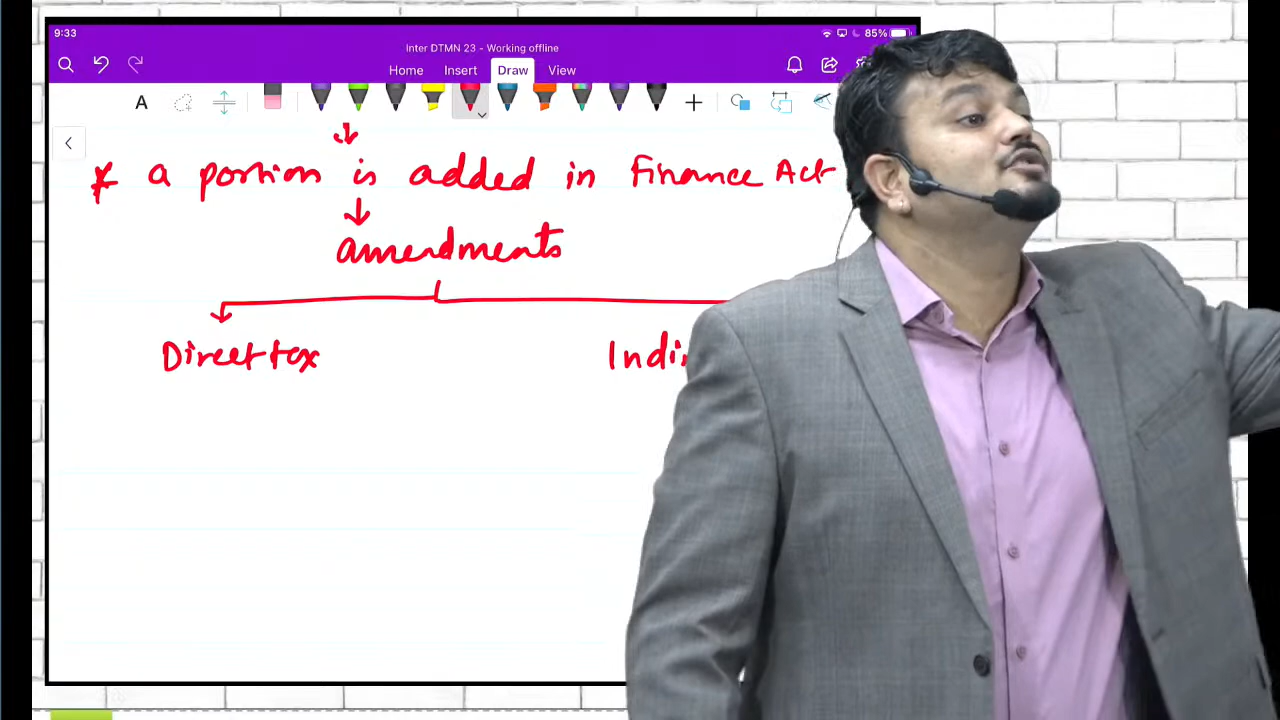 9:33
85%
Inter DTMN 23 - Working offline
Home Insert Draw View
A
* a portion is added in Finance Act
amendments
Direct tax